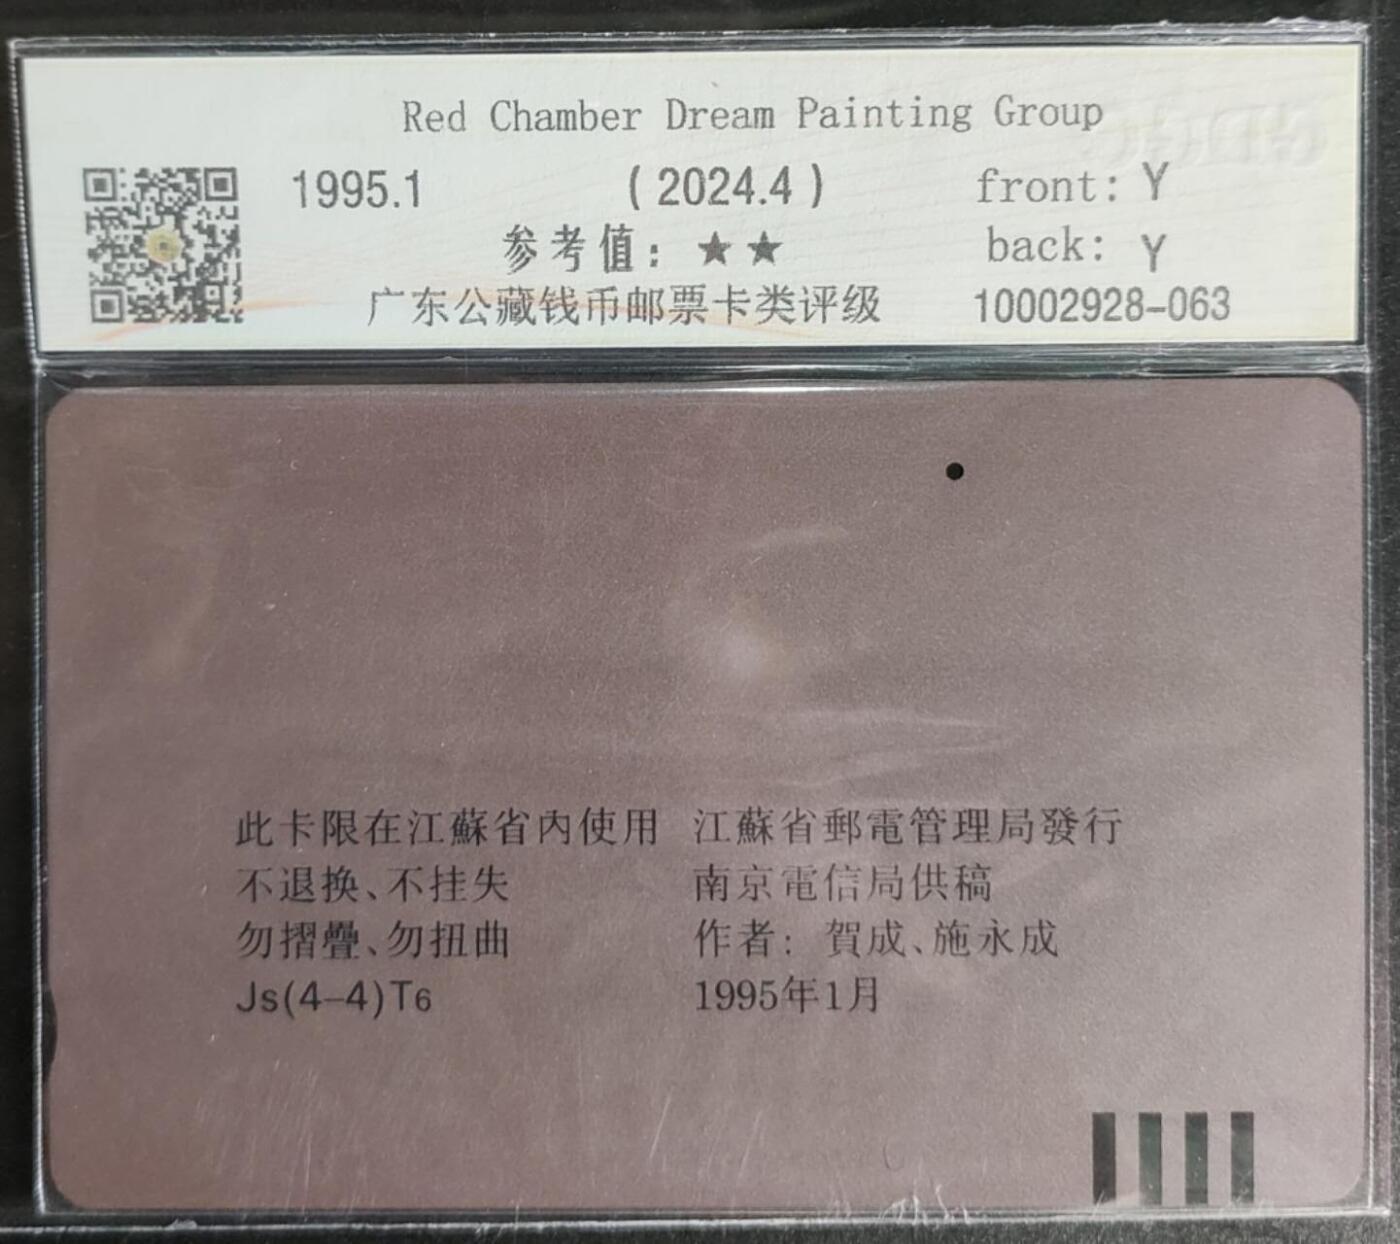 Red Chamber Dream Painting Group
1995.1 (2024.4) front: Y
参考值: ★★ back: Y
广东公藏钱币邮票卡类评级 10002928-063
此卡限在江蘇省內使用 江蘇省郵電管理局發行
不退换、不挂失 南京電信局供稿
勿摺疊、勿扭曲 作者: 賀成、施永成
Js(4-4)T6 1995年1月